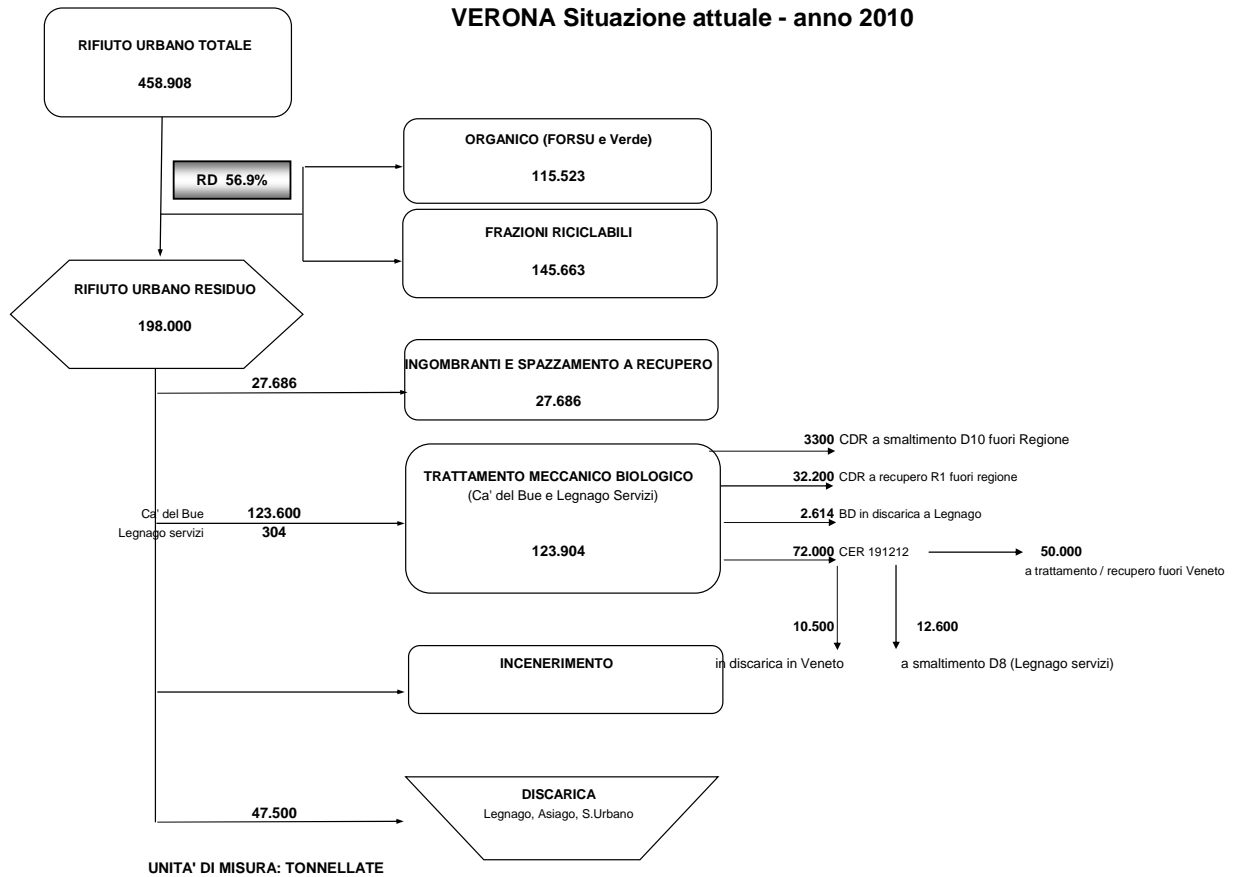 VERONA Situazione attuale - anno 2010
RIFIUTO URBANO TOTALE
458.908
RD 56.9%
ORGANICO (FORSU e Verde)
115.523
FRAZIONI RICICLABILI
145.663
RIFIUTO URBANO RESIDUO
198.000
27.686
INGOMBRANTI E SPAZZAMENTO A RECUPERO
27.686
Ca' del Bue 123.600
Legnago servizi 304
TRATTAMENTO MECCANICO BIOLOGICO
(Ca' del Bue e Legnago Servizi)
123.904
3300 CDR a smaltimento D10 fuori Regione
32.200 CDR a recupero R1 fuori regione
2.614 BD in discarica a Legnago
72.000 CER 191212
50.000
a trattamento / recupero fuori Veneto
10.500
in discarica in Veneto
12.600
a smaltimento D8 (Legnago servizi)
INCENERIMENTO
47.500
DISCARICA
Legnago, Asiago, S.Urbano
UNITA' DI MISURA: TONNELLATE